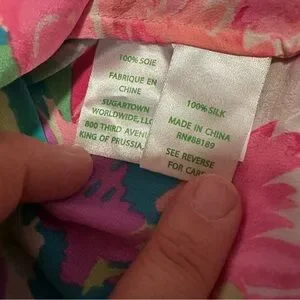 100% SOIE
FABRIQUE EN
CHINE
SUGARTOWN
WORLDWIDE, LLC
800 THIRD AVENU
KING OF PRUSSIA,
100% SILK
MADE IN CHINA
RN#88189
SEE REVERSE
FOR CARE